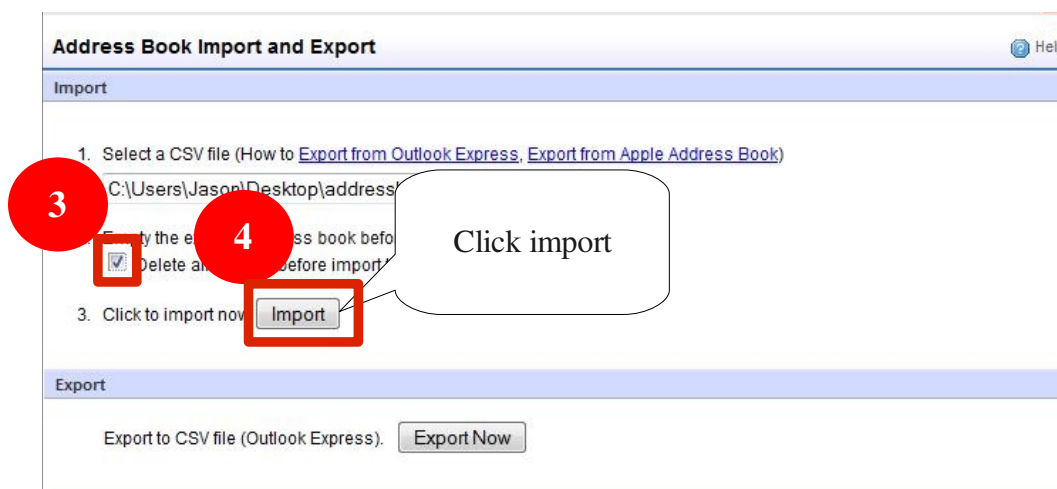 Address Book Import and Export
Import
1. Select a CSV file (How to Export from Outlook Express, Export from Apple Address Book)
C:\Users\Jason\Desktop\address
3
4
the
book
Click import
Delete
before import
3. Click to import now
Import
Export
Export to CSV file (Outlook Express).
Export Now